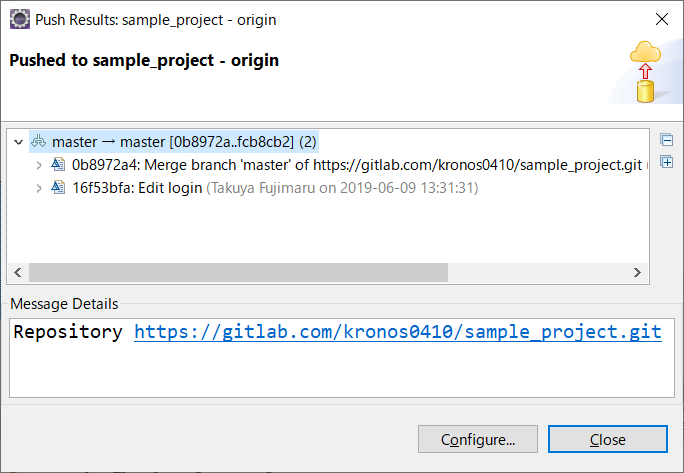 Push Results: sample_project - origin
Pushed to sample_project - origin
master → master [0b8972a..fcb8cb2] (2)
0b8972a4: Merge branch 'master' of https://gitlab.com/kronos0410/sample_project.git (
16f53bfa: Edit login (Takuya Fujimaru on 2019-06-09 13:31:31)
Message Details
Repository https://gitlab.com/kronos0410/sample_project.git
Configure...
Close